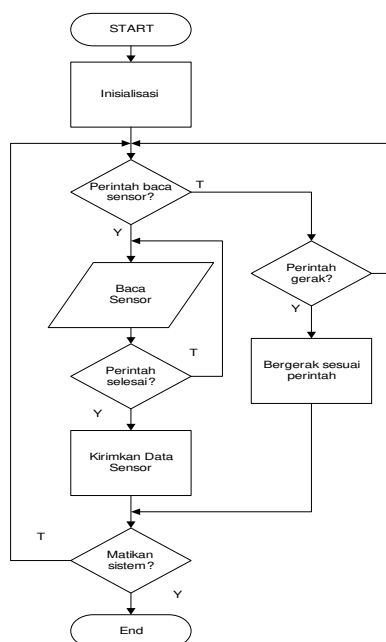 START
Inisialisasi
Perintah baca
sensor?
T
Y
Perintah
gerak?
Y
Baca
Sensor
Bergerak sesuai
perintah
Perintah
selesai?
T
Y
Kirimkan Data
Sensor
T
Matikan
sistem?
Y
End